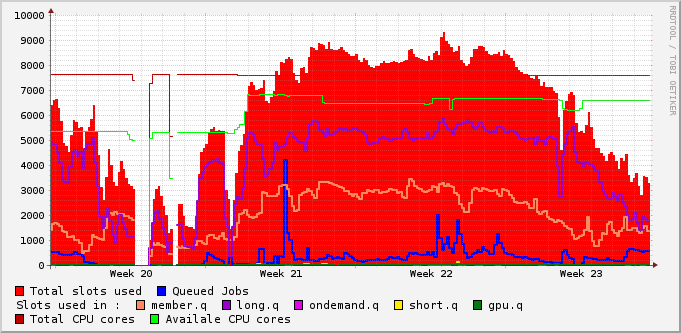 10000
9000
8000
7000
6000
5000
4000
3000
2000
1000
0
Week 20 Week 21 Week 22 Week 23
Total slots used Queued Jobs
Slots used in : member.q long.q ondemand.q short.q gpu.q
Total CPU cores Availale CPU cores
RRDTOOL / TOBI OETIKER